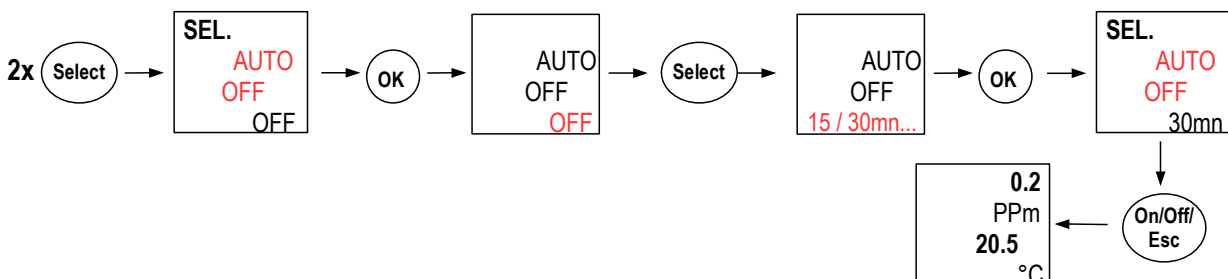 2x
Select
SEL.
AUTO
OFF
OFF
OK
AUTO
OFF
OFF
Select
AUTO
OFF
15 / 30mn...
OK
SEL.
AUTO
OFF
30mn
On/Off/
Esc
0.2
PPm
20.5
°C